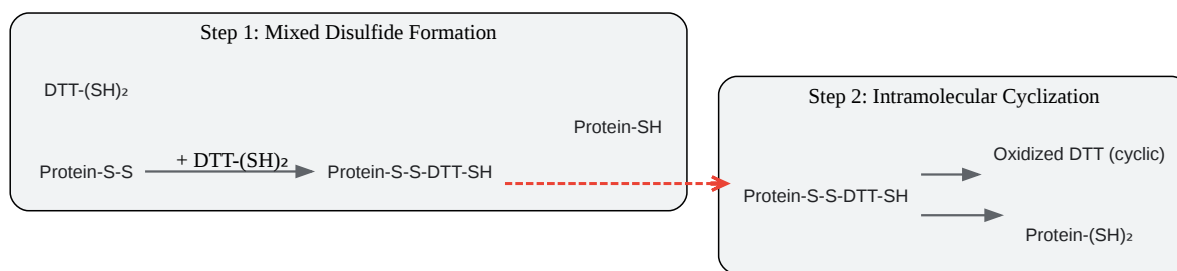 Step 1: Mixed Disulfide Formation
DTT-(SH)₂
Protein-SH
Protein-S-S
+ DTT-(SH)₂
Protein-S-S-DTT-SH
Step 2: Intramolecular Cyclization
Oxidized DTT (cyclic)
Protein-S-S-DTT-SH
Protein-(SH)₂